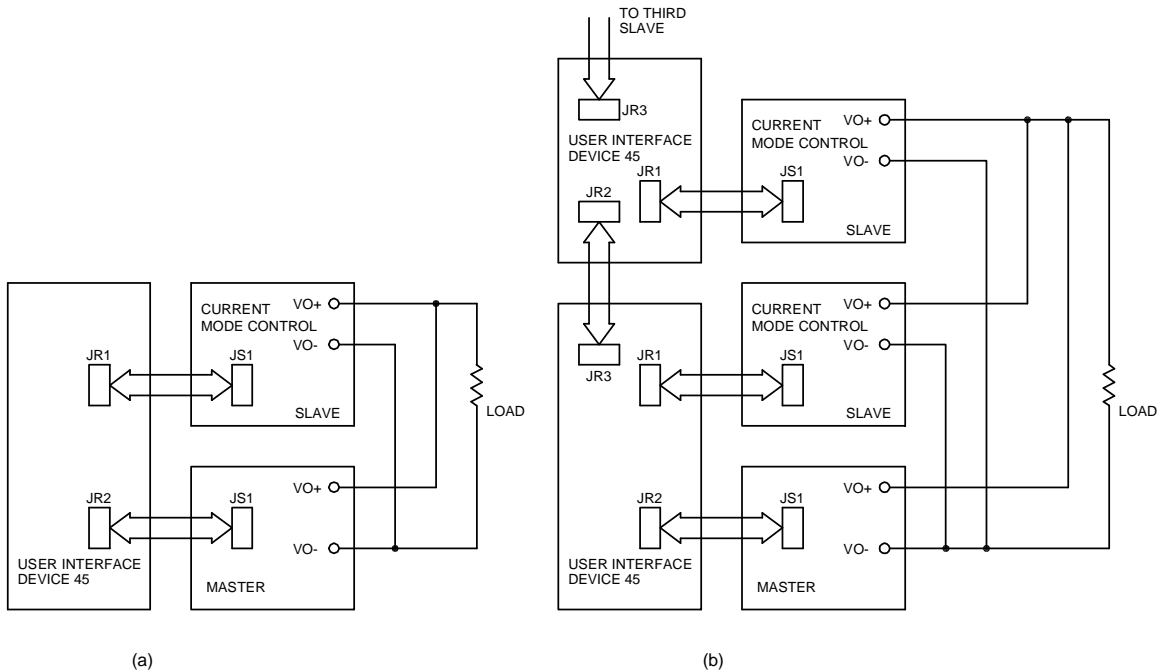 TO THIRD
SLAVE
JR3
USER INTERFACE
DEVICE 45
JR2
JR1
JS1
CURRENT
MODE CONTROL
VO+
VO-
SLAVE
JR1
JS1
CURRENT
MODE CONTROL
VO+
VO-
SLAVE
LOAD
JR2
JS1
VO+
VO-
USER INTERFACE
DEVICE 45
MASTER
(a)
JR3
JR1
JS1
CURRENT
MODE CONTROL
VO+
VO-
SLAVE
LOAD
JR2
JS1
VO+
VO-
USER INTERFACE
DEVICE 45
MASTER
(b)